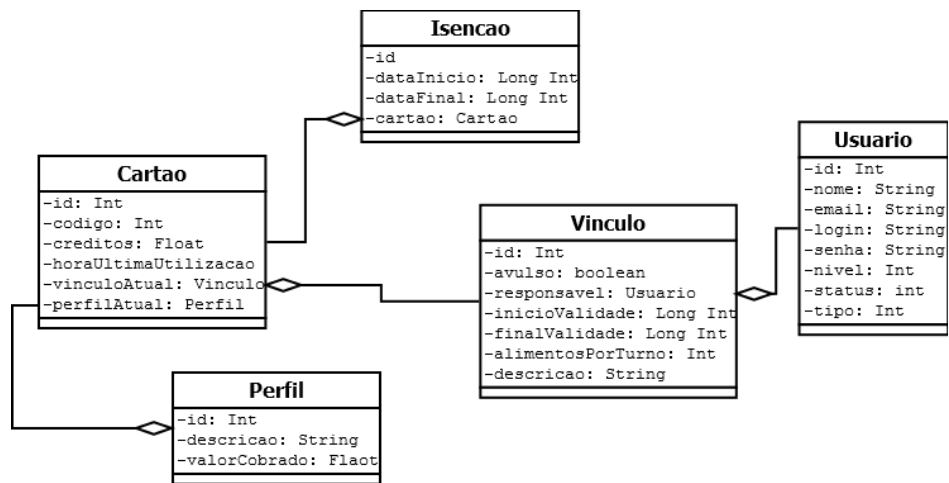 Isencao
-id
-dataInicio: Long Int
-dataFinal: Long Int
-cartao: Cartao
Cartao
-id: Int
-codigo: Int
-creditos: Float
-horaUltimaUtilizacao
-vinculoAtual: Vinculo
-perfilAtual: Perfil
Vinculo
-id: Int
-avulso: boolean
-responsavel: Usuario
-inicioValidade: Long Int
-finalValidade: Long Int
-alimentosPorTurno: Int
-descricao: String
Usuario
-id: Int
-nome: String
-email: String
-login: String
-senha: String
-nivel: Int
-status: int
-tipo: Int
Perfil
-id: Int
-descricao: String
-valorCobrado: Flaot